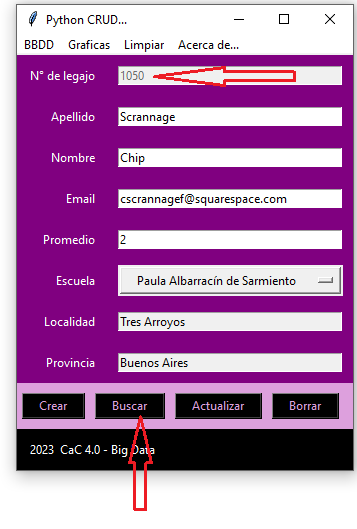 Python CRUD...
BBDD Graficas Limpiar Acerca de...
N° de legajo 1050
Apellido Scrannage
Nombre Chip
Email cscrannagef@squarespace.com
Promedio 2
Escuela Paula Albarracín de Sarmiento
Localidad Tres Arroyos
Provincia Buenos Aires
Crear Buscar Actualizar Borrar
2023 CaC 4.0 - Big Data